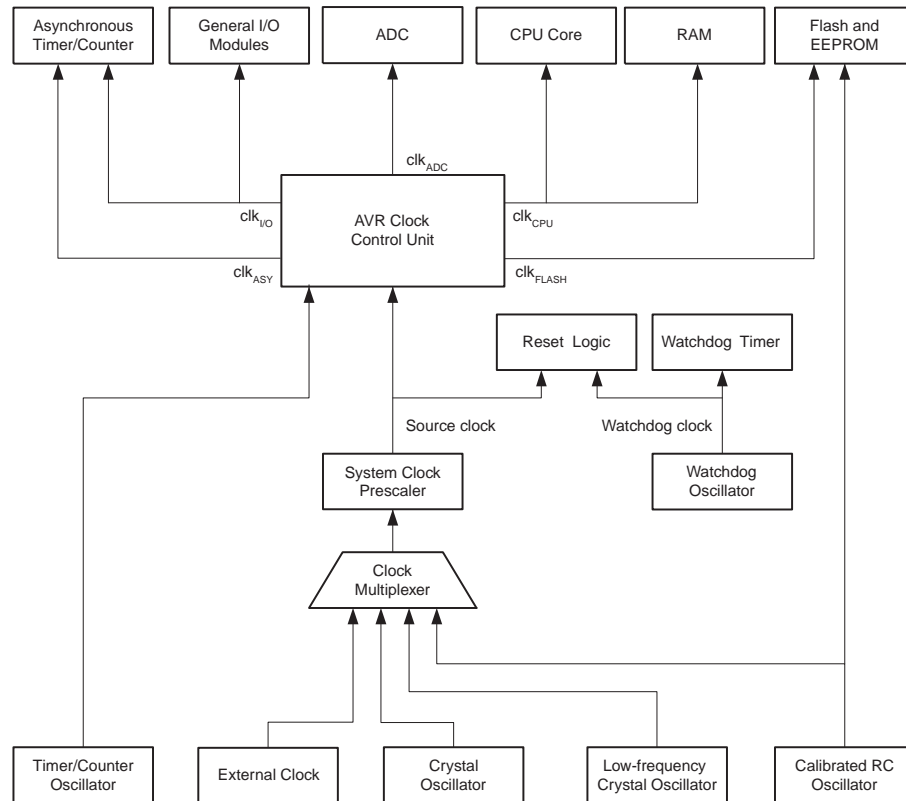 Asynchronous
Timer/Counter
General I/O
Modules
ADC
CPU Core
RAM
Flash and
EEPROM
clkADC
AVR Clock
Control Unit
clkI/O
clkCPU
clkASY
clkFLASH
Reset Logic
Watchdog Timer
Source clock
Watchdog clock
System Clock
Prescaler
Watchdog
Oscillator
Clock
Multiplexer
Timer/Counter
Oscillator
External Clock
Crystal
Oscillator
Low-frequency
Crystal Oscillator
Calibrated RC
Oscillator